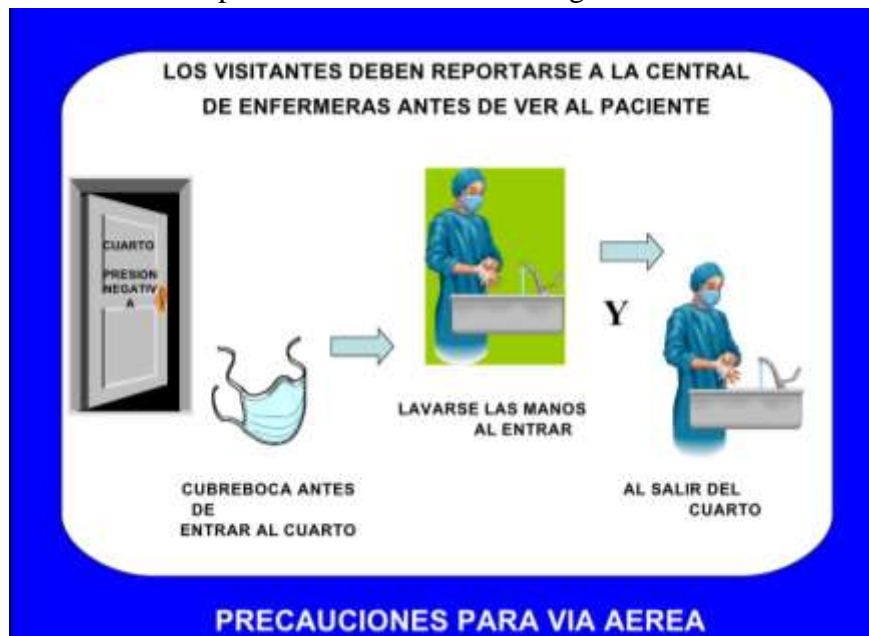 LOS VISITANTES DEBEN REPORTARSE A LA CENTRAL
DE ENFERMERAS ANTES DE VER AL PACIENTE
CUARTO
PRESION
NEGATIV
A
CUBREBOCA ANTES
DE
ENTRAR AL CUARTO
LAVARSE LAS MANOS
AL ENTRAR
Y
AL SALIR DEL
CUARTO
PRECAUCIONES PARA VIA AEREA